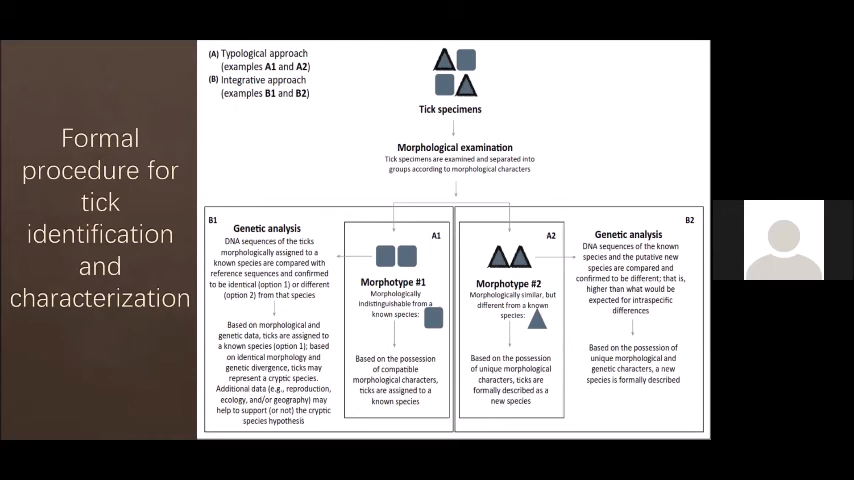 Formal
procedure for
tick
identification
and
characterization
(A) Typological approach
(examples A1 and A2)
(B) Integrative approach
(examples B1 and B2)
Tick specimens
Morphological examination
Tick specimens are examined and separated into
groups according to morphological characters
B1
Genetic analysis
DNA sequences of the ticks
morphologically assigned to a
known species are compared with
reference sequences and confirmed
to be identical (option 1) or different
(option 2) from that species
Based on morphological and
genetic data, ticks are assigned to
a known species (option 1); based
on identical morphology and
genetic divergence, ticks may
represent a cryptic species.
Additional data (e.g., reproduction,
ecology, and/or geography) may
help to support (or not) the cryptic
species hypothesis
A1
Morphotype #1
Morphologically
indistinguishable from a
known species:
Based on the possession
of compatible
morphological characters,
ticks are assigned to a
known species
A2
Morphotype #2
Morphologically similar, but
different from a known
species:
Based on the possession
of unique morphological
characters, ticks are
formally described as a
new species
B2
Genetic analysis
DNA sequences of the known
species and the putative new
species are compared and
confirmed to be different; that is,
higher than what would be
expected for intraspecific
differences
Based on the possession of
unique morphological and
genetic characters, a new
species is formally described